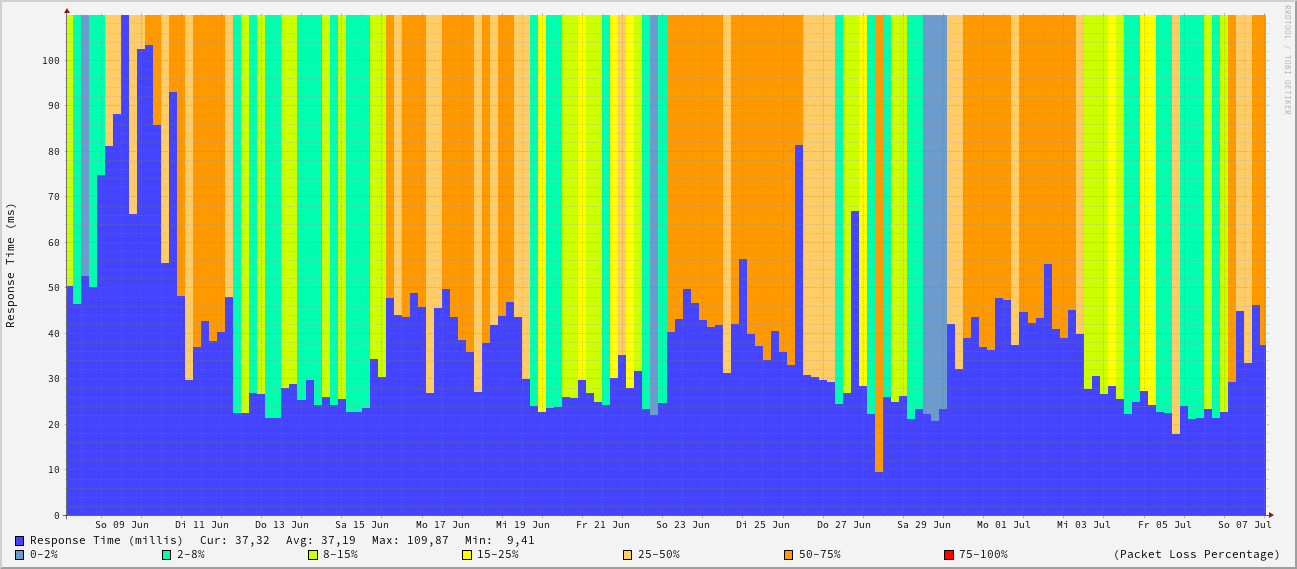 RRDTOOL / TOBI OETIKER
Response Time (ms)
100
90
80
70
60
50
40
30
20
10
0
So 09 Jun Di 11 Jun Do 13 Jun Sa 15 Jun Mo 17 Jun Mi 19 Jun Fr 21 Jun So 23 Jun Di 25 Jun Do 27 Jun Sa 29 Jun Mo 01 Jul Mi 03 Jul Fr 05 Jul So 07 Jul
Response Time (millis) Cur: 37,32 Avg: 37,19 Max: 109,87 Min: 9,41
0-2% 2-8% 8-15% 15-25% 25-50% 50-75% 75-100% (Packet Loss Percentage)